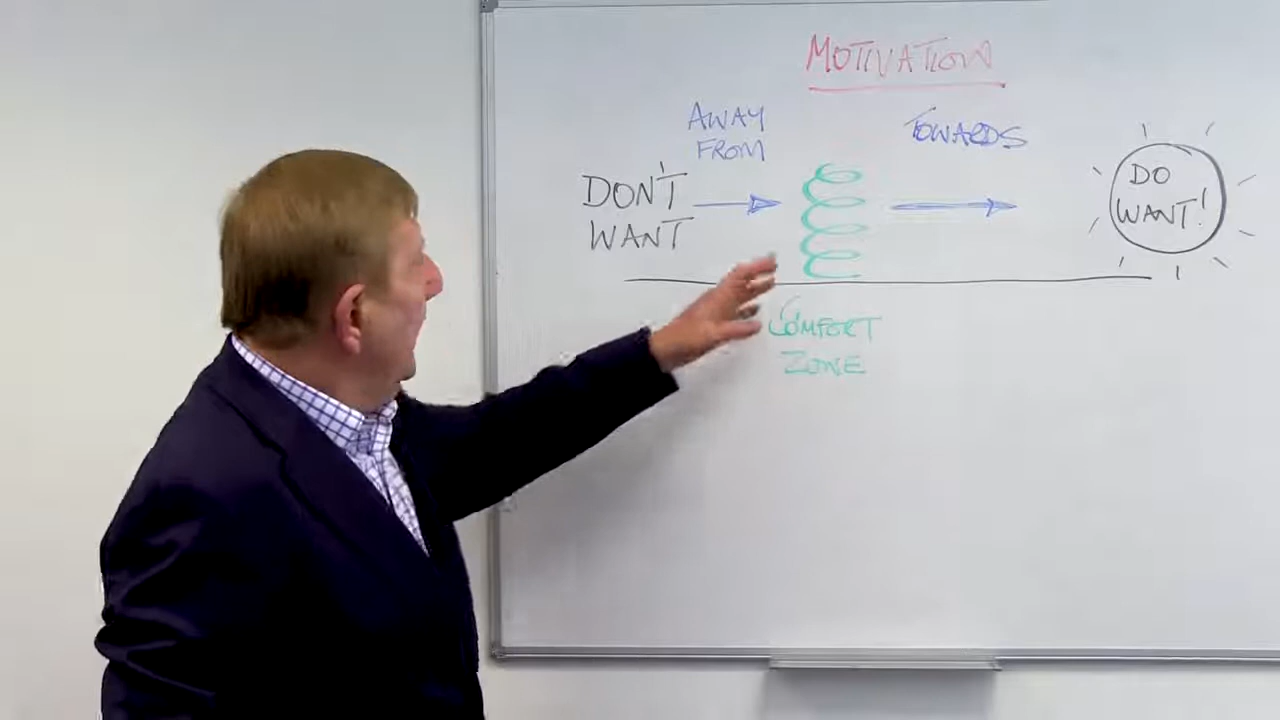 MOTIVATION
AWAY
FROM
TOWARDS
DON'T
WANT
DO
WANT!
COMFORT
ZONE